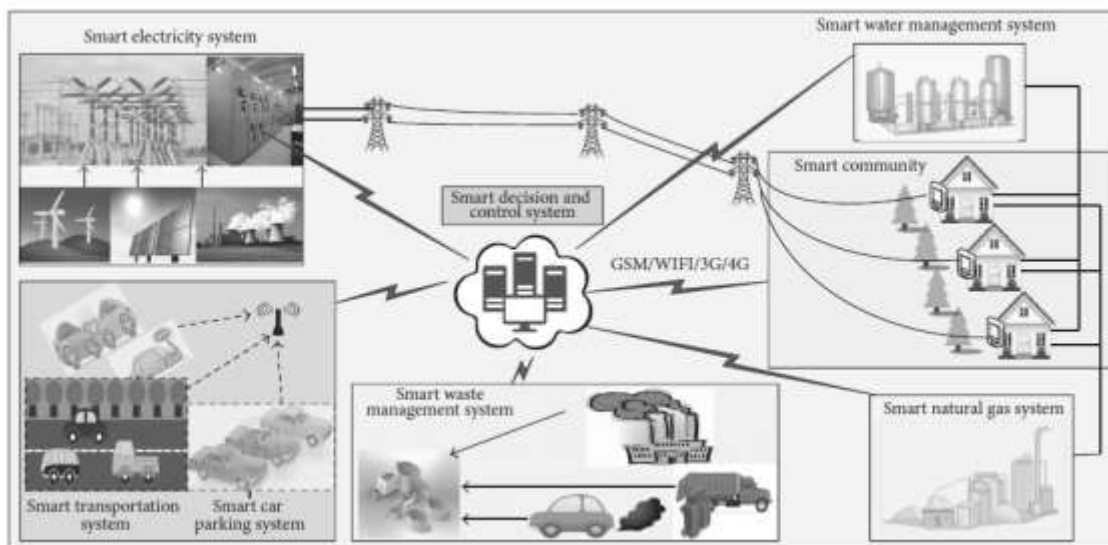 Smart electricity system
Smart water management system
Smart community
Smart decision and
control system
GSM/WIFI/3G/4G
Smart waste
management system
Smart natural gas system
Smart transportation
system
Smart car
parking system